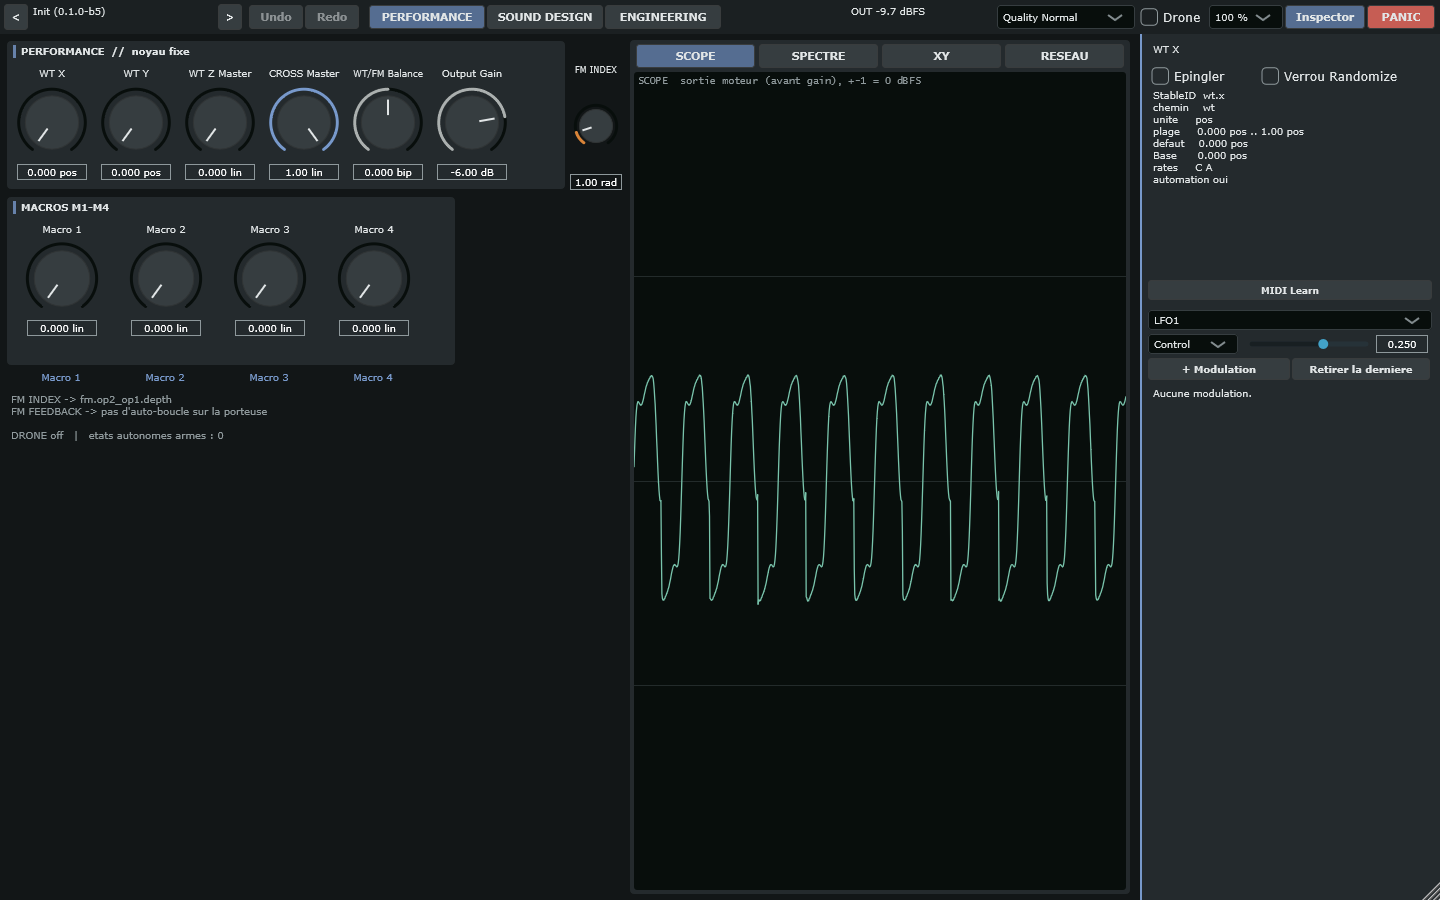 < Init (0.1.0-b5) > Undo Redo PERFORMANCE SOUND DESIGN ENGINEERING OUT -9.7 dBFS Quality Normal Drone 100 % Inspector PANIC
PERFORMANCE // noyau fixe
WT X WT Y WT Z Master CROSS Master WT/FM Balance Output Gain
0.000 pos 0.000 pos 0.000 lin 1.00 lin 0.000 bip -6.00 dB
FM INDEX
1.00 rad
MACROS M1-M4
Macro 1 Macro 2 Macro 3 Macro 4
0.000 lin 0.000 lin 0.000 lin 0.000 lin
Macro 1 Macro 2 Macro 3 Macro 4
FM INDEX -> fm.op2_op1.depth
FM FEEDBACK -> pas d'auto-boucle sur la porteuse
DRONE off | etats autonomes armes : 0
SCOPE SPECTRE XY RESEAU
SCOPE sortie moteur (avant gain), +-1 = 0 dBFS
WT X
Epingler Verrou Randomize
StableID wt.x
chemin wt
unite pos
plage 0.000 pos .. 1.00 pos
defaut 0.000 pos
Base 0.000 pos
rates C A
automation oui
MIDI Learn
LFO1
Control 0.250
+ Modulation Retirer la derniere
Aucune modulation.